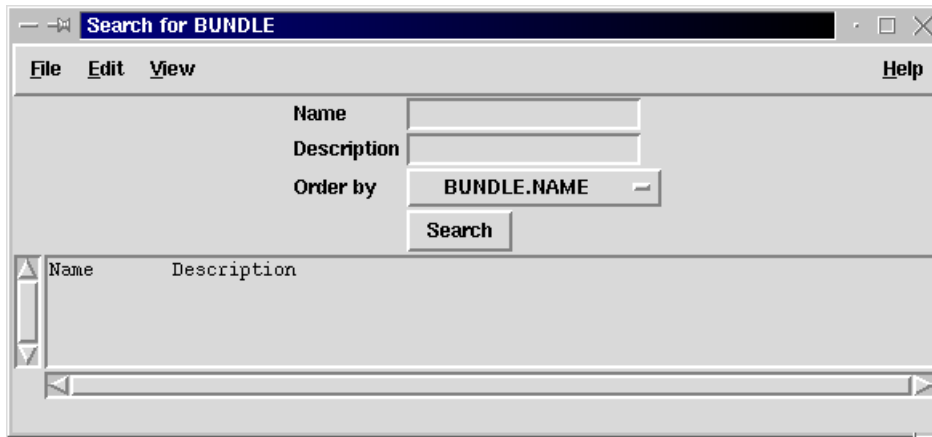 Search for BUNDLE
File Edit View Help
Name
Description
Order by BUNDLE.NAME
Search
Name Description